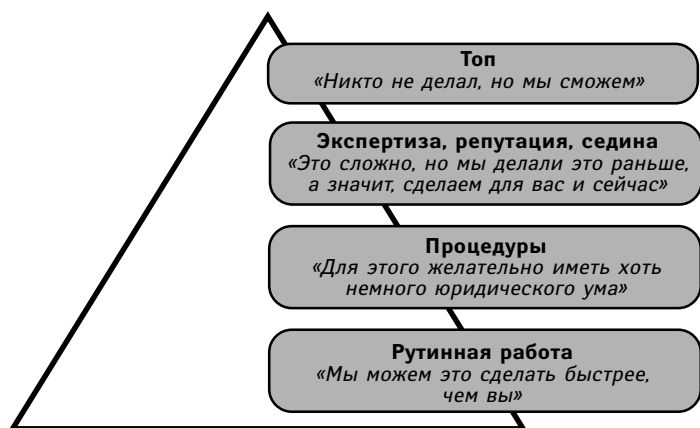 Топ
«Никто не делал, но мы сможем»
Экспертиза, репутация, седина
«Это сложно, но мы делали это раньше,
а значит, сделаем для вас и сейчас»
Процедуры
«Для этого желательно иметь хоть
немного юридического ума»
Рутинная работа
«Мы можем это сделать быстрее,
чем вы»